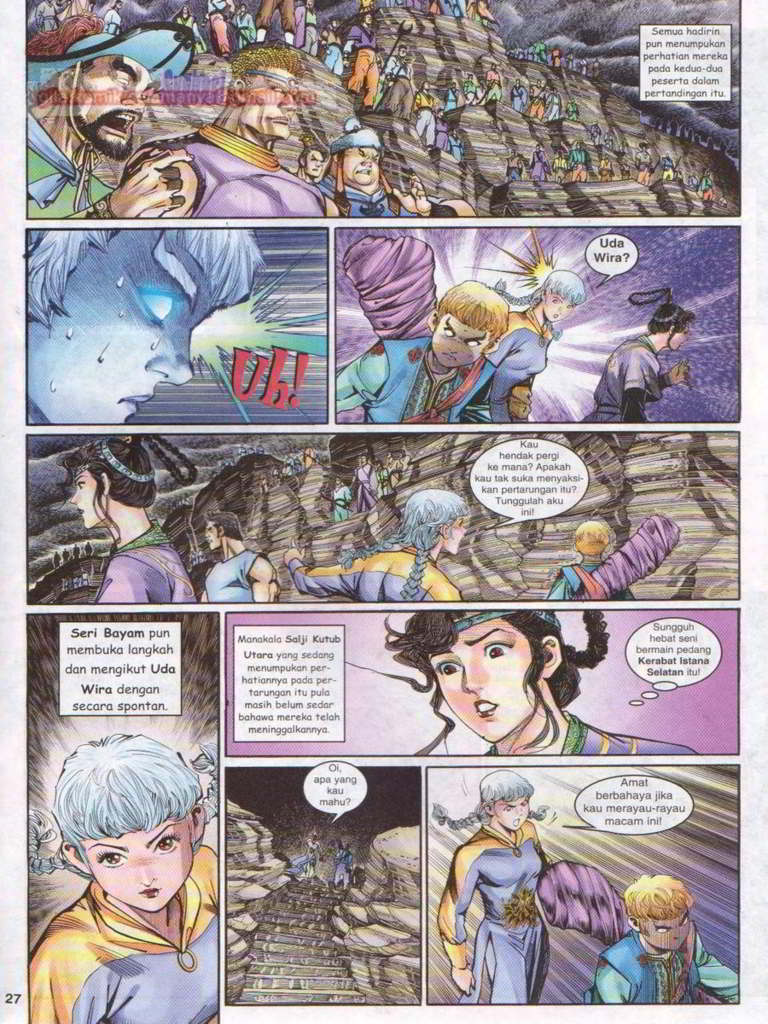 Semua hadirin
pun menumpukan
perhatian mereka
pada kedua-dua
peserta dalam
pertandingan itu.
Uh!
Uda
Wira?
Kau
hendak pergi
ke mana? Apakah
kau tak suka menyaksi-
kan pertarungan itu?
Tunggulah aku
ini!
Seri Bayam pun
membuka langkah
dan mengikut Uda
Wira dengan
secara spontan.
Manakala Salji Kutub
Utara yang sedang
menumpukan per-
hatiannya pada per-
tarungan itu pula
masih belum sedar
bahawa mereka telah
meninggalkannya.
Sungguh
hebat seni
bermain pedang
Kerabat Istana
Selatan itu!
Oi,
apa yang
kau
mahu?
Amat
berbahaya jika
kau merayau-rayau
macam ini!
27